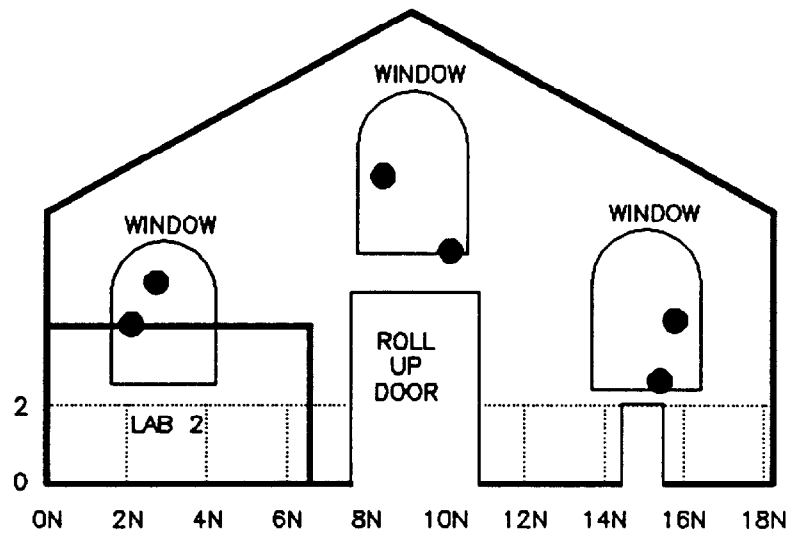 WINDOW
WINDOW
WINDOW
ROLL
UP
DOOR
2
LAB 2
0
0N 2N 4N 6N 8N 10N 12N 14N 16N 18N